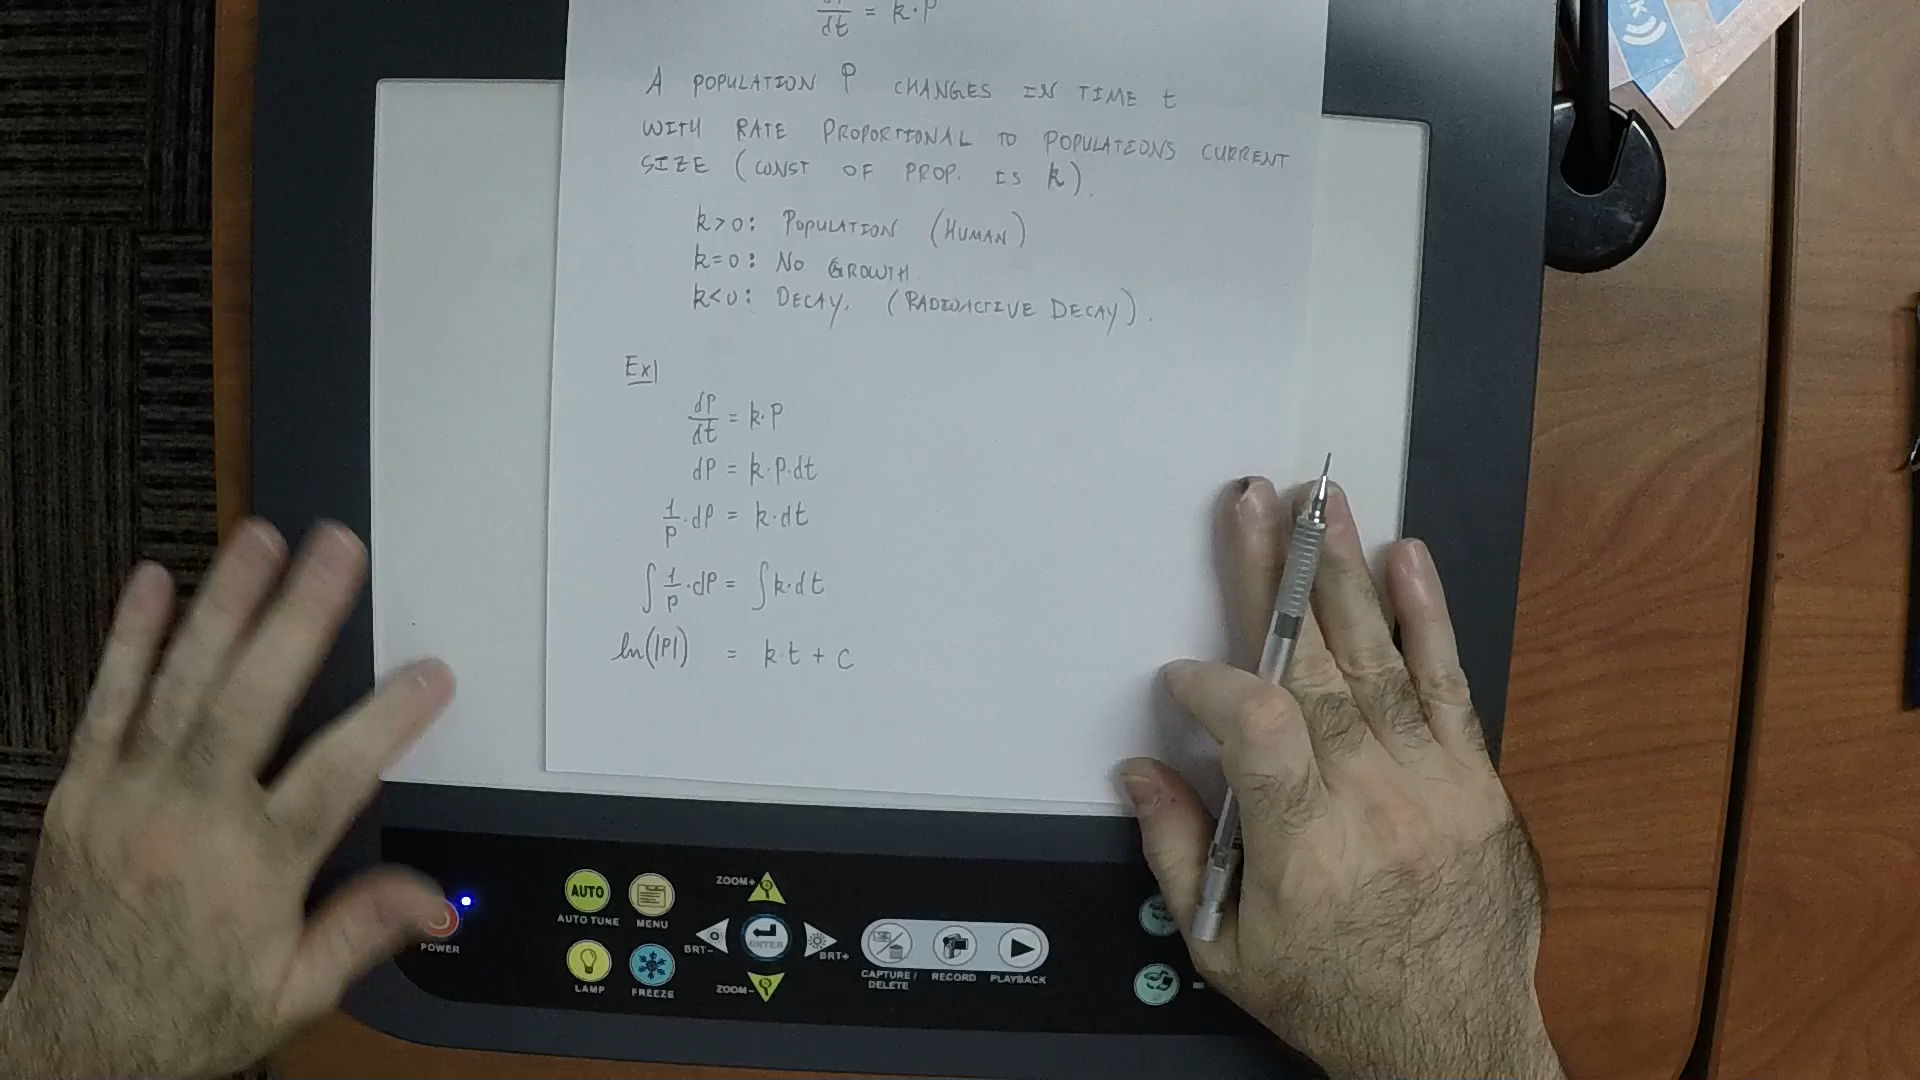 dP/dt = k·P
A POPULATION P CHANGES IN TIME t
WITH RATE PROPORTIONAL TO POPULATIONS CURRENT
SIZE (CONST OF PROP. IS k).
k>0: POPULATION (HUMAN)
k=0: NO GROWTH.
k<0: DECAY. (RADIOACTIVE DECAY).
Ex1
dP/dt = k·P
dP = k·P·dt
1/P·dP = k·dt
∫ 1/P·dP = ∫ k·dt
ln(|P|) = k·t + c
AUTO
AUTO TUNE
MENU
ZOOM+
POWER
BRT-
ENTER
BRT+
LAMP
FREEZE
ZOOM-
CAPTURE /
DELETE
RECORD
PLAYBACK